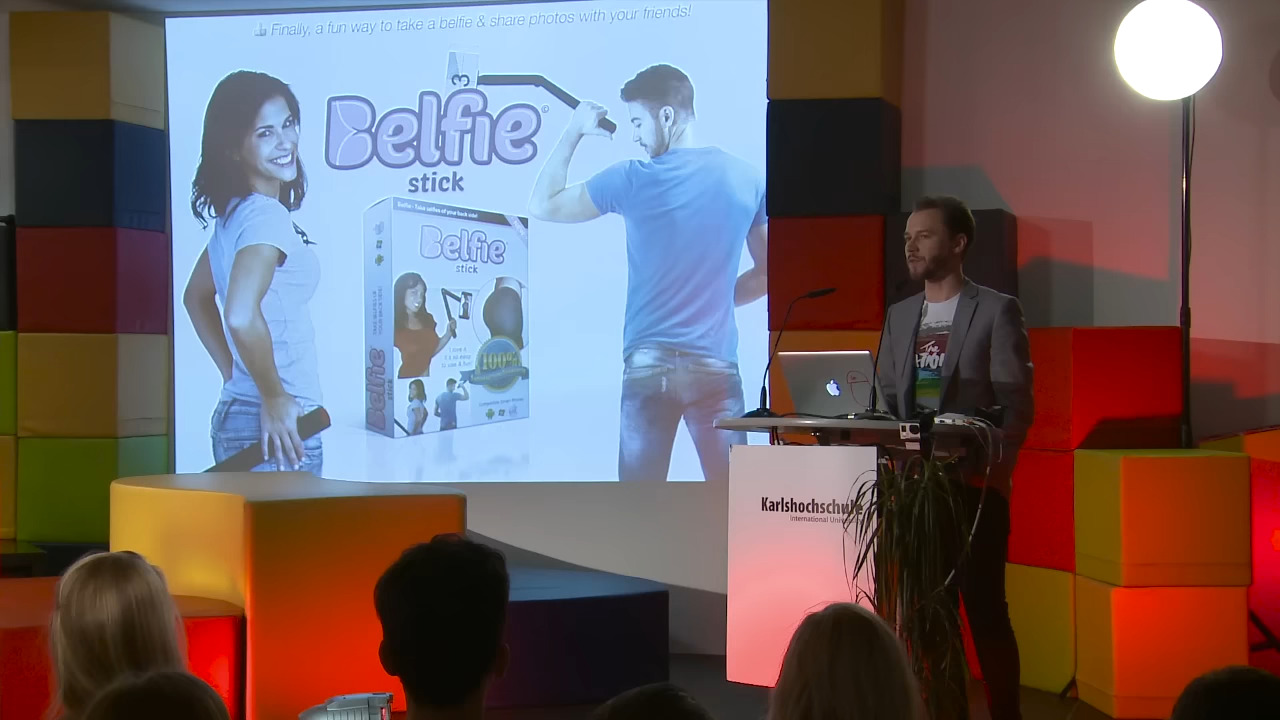 Finally, a fun way to take a belfie & share photos with your friends!
Belfie
stick
Belfie
stick
100%
Belfie
stick
The
Karlshochschule
International